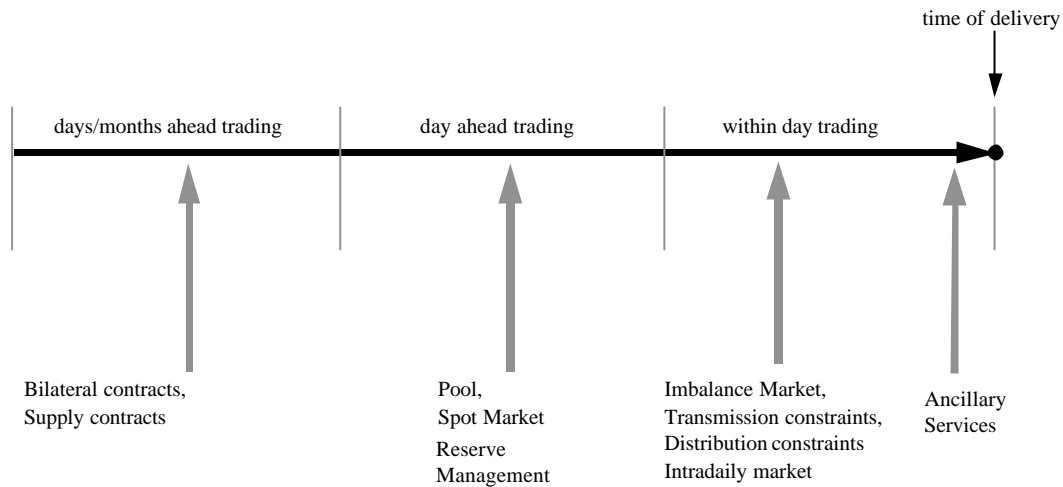 time of delivery
days/months ahead trading
day ahead trading
within day trading
Bilateral contracts,
Supply contracts
Pool,
Spot Market
Reserve
Management
Imbalance Market,
Transmission constraints,
Distribution constraints
Intradaily market
Ancillary
Services